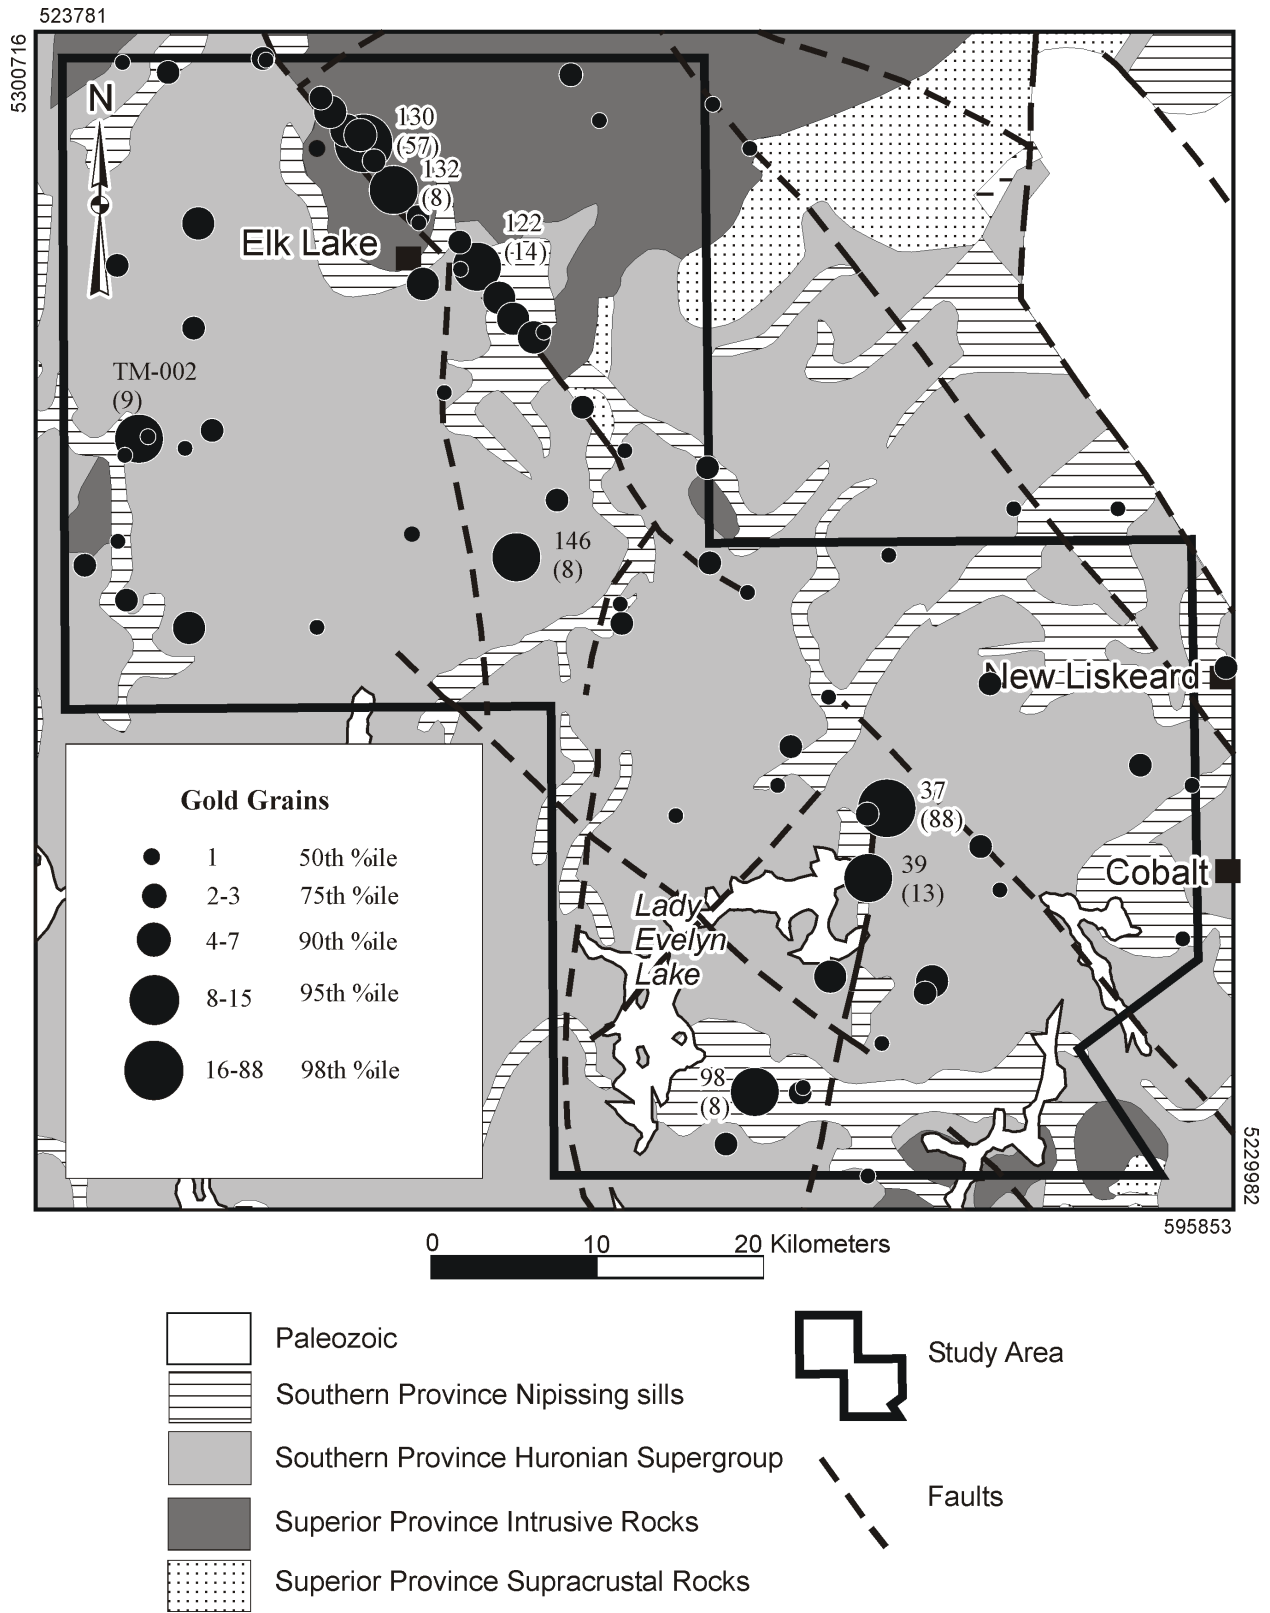 523781
5300716
N
130
(57)
132
(8)
122
(14)
Elk Lake
TM-002
(9)
146
(8)
New Liskeard
37
(88)
39
(13)
Cobalt
Lady
Evelyn
Lake
98
(8)
Gold Grains
1 50th %ile
2-3 75th %ile
4-7 90th %ile
8-15 95th %ile
16-88 98th %ile
5229982
595853
0 10 20 Kilometers
Paleozoic
Southern Province Nipissing sills
Southern Province Huronian Supergroup
Superior Province Intrusive Rocks
Superior Province Supracrustal Rocks
Study Area
Faults